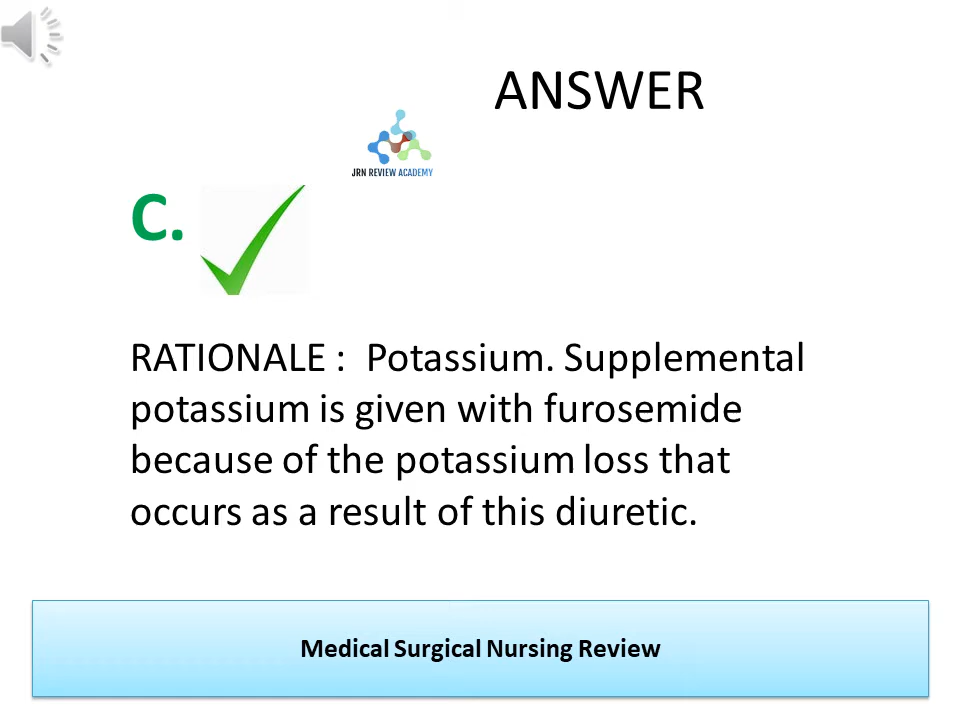 ANSWER
JRN REVIEW ACADEMY
C.
RATIONALE :  Potassium. Supplemental
potassium is given with furosemide
because of the potassium loss that
occurs as a result of this diuretic.
Medical Surgical Nursing Review